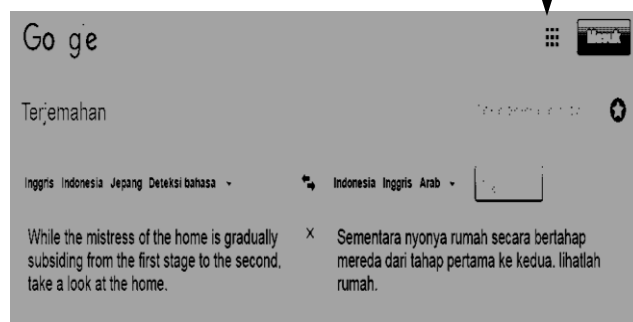 Go ge
Masuk
Terjemahan
Inggris Indonesia Jepang Deteksi bahasa
Indonesia Inggris Arab
While the mistress of the home is gradually
subsiding from the first stage to the second,
take a look at the home.
x
Sementara nyonya rumah secara bertahap
mereda dari tahap pertama ke kedua. lihatlah
rumah.